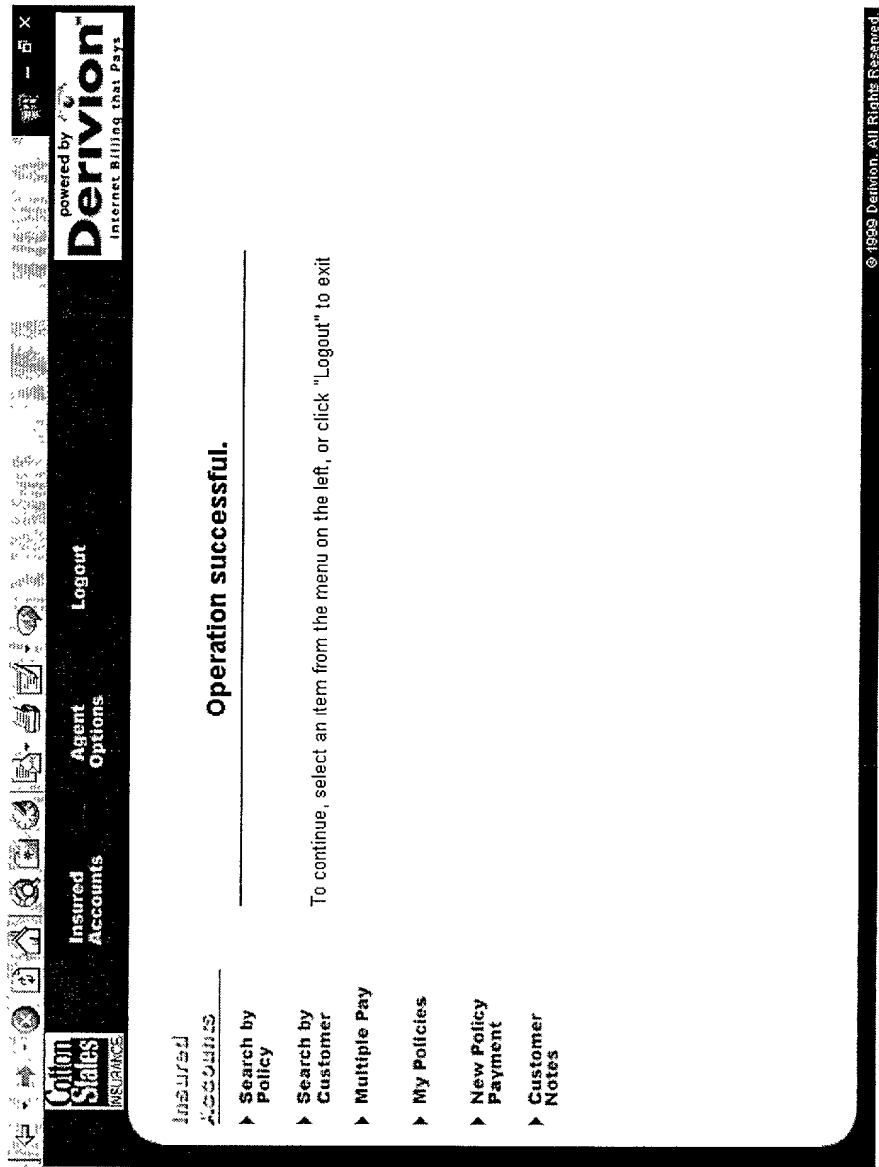 Cotton
States
INSURANCE
Insured
Accounts
Agent
Options
Logout
powered by
Derivion™
Internet Billing that Pays
Insured
Accounts
Search by
Policy
Search by
Customer
Multiple Pay
My Policies
New Policy
Payment
Customer
Notes
Operation successful.
To continue, select an item from the menu on the left, or click "Logout" to exit
© 1999 Derivion. All Rights Reserved.